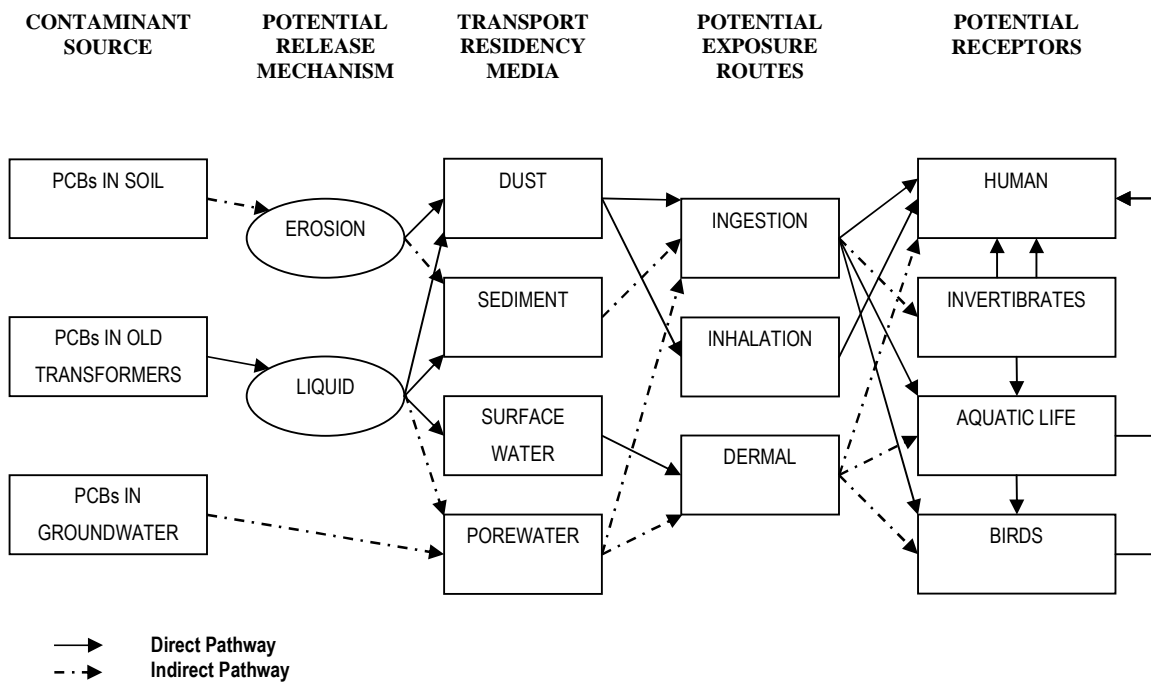 CONTAMINANT
SOURCE
POTENTIAL
RELEASE
MECHANISM
TRANSPORT
RESIDENCY
MEDIA
POTENTIAL
EXPOSURE
ROUTES
POTENTIAL
RECEPTORS
PCBs IN SOIL
PCBs IN OLD
TRANSFORMERS
PCBs IN
GROUNDWATER
EROSION
LIQUID
DUST
SEDIMENT
SURFACE
WATER
POREWATER
INGESTION
INHALATION
DERMAL
HUMAN
INVERTIBRATES
AQUATIC LIFE
BIRDS
Direct Pathway
Indirect Pathway